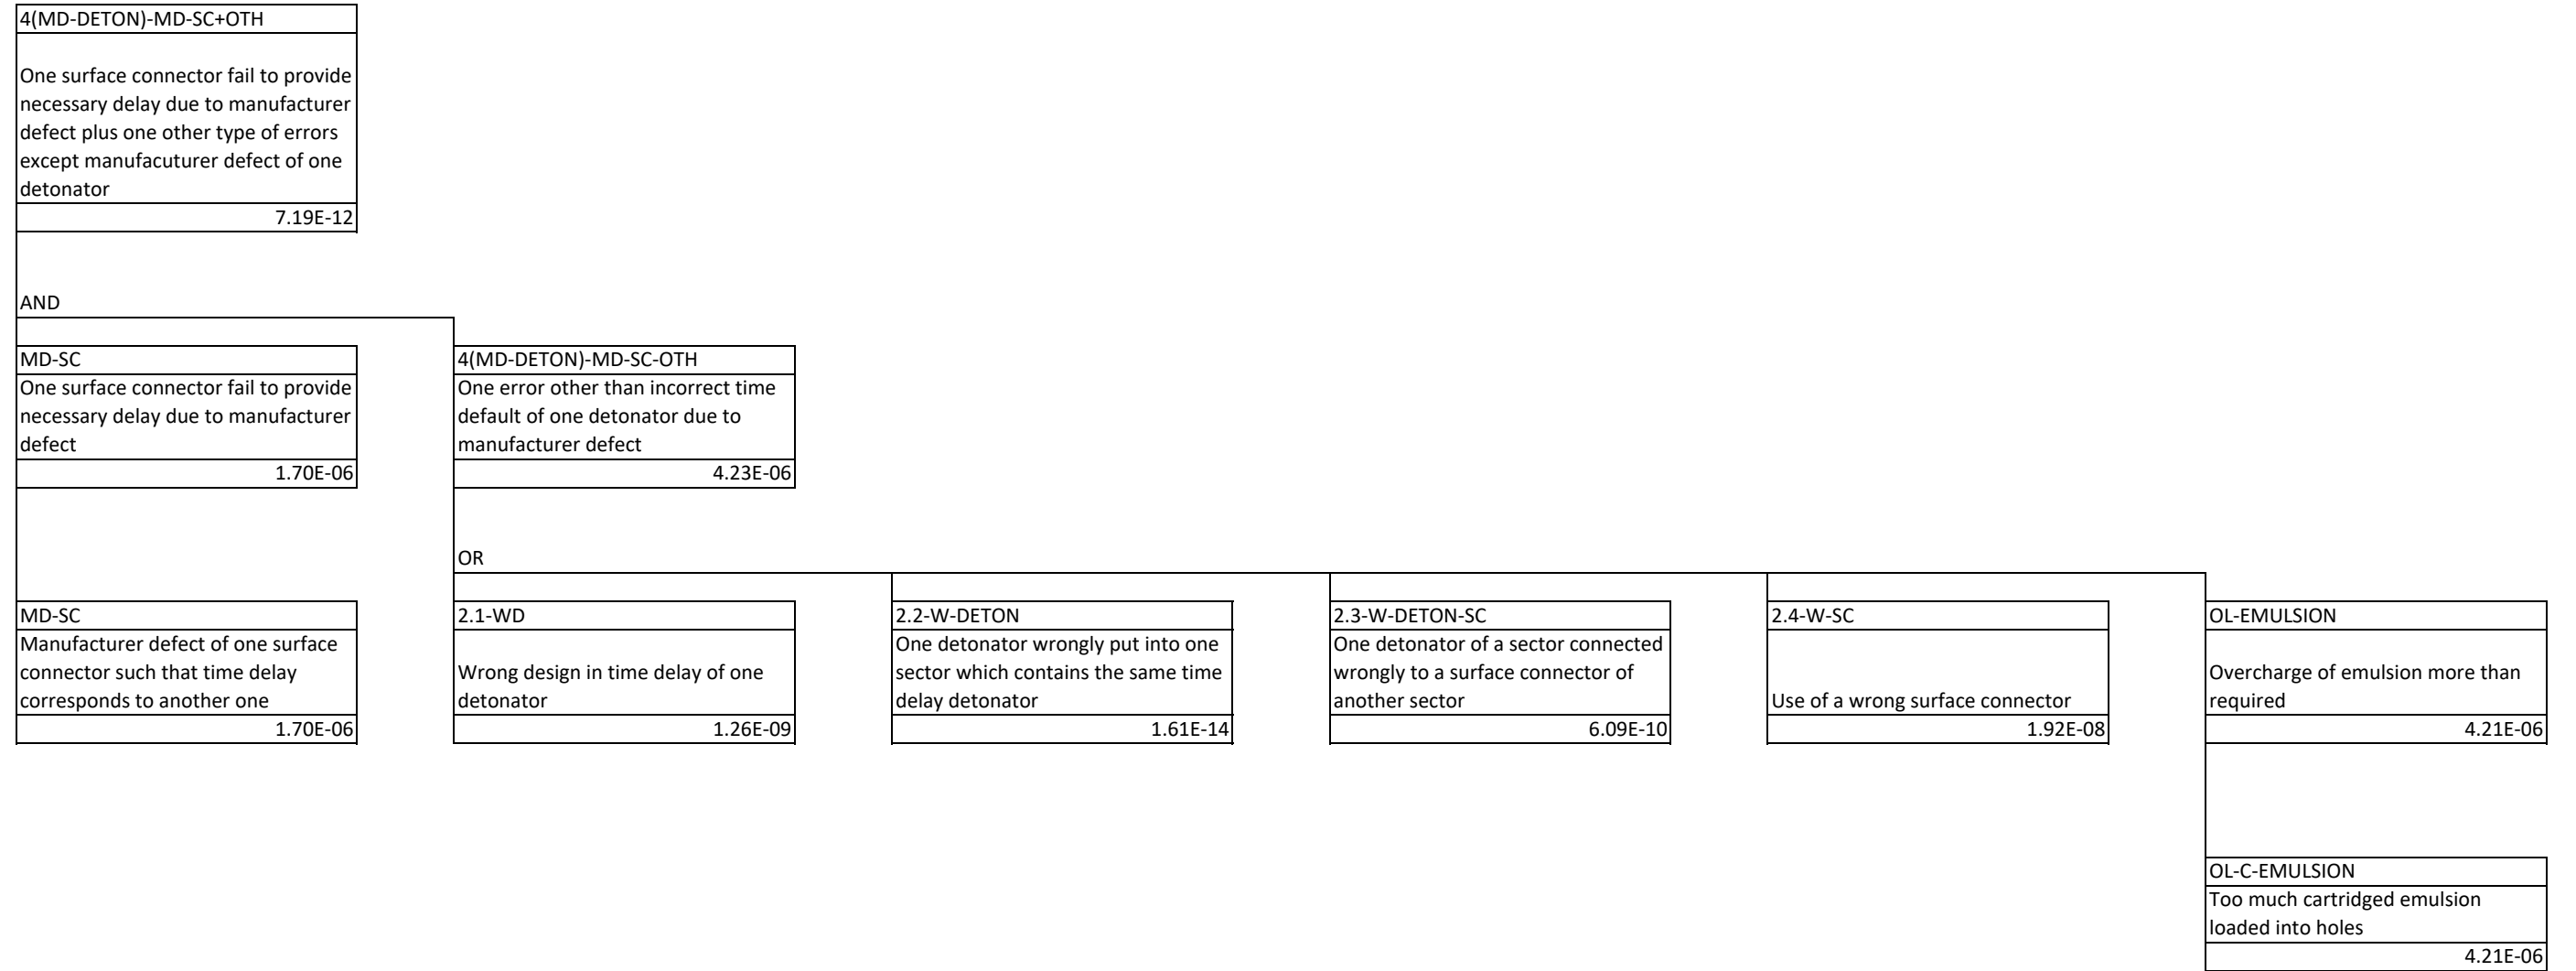 4(MD-DETON)-MD-SC+OTH
One surface connector fail to provide
necessary delay due to manufacturer
defect plus one other type of errors
except manufacuturer defect of one
detonator
7.19E-12
AND
MD-SC
One surface connector fail to provide
necessary delay due to manufacturer
defect
1.70E-06
4(MD-DETON)-MD-SC-OTH
One error other than incorrect time
default of one detonator due to
manufacturer defect
4.23E-06
OR
MD-SC
Manufacturer defect of one surface
connector such that time delay
corresponds to another one
1.70E-06
2.1-WD
Wrong design in time delay of one
detonator
1.26E-09
2.2-W-DETON
One detonator wrongly put into one
sector which contains the same time
delay detonator
1.61E-14
2.3-W-DETON-SC
One detonator of a sector connected
wrongly to a surface connector of
another sector
6.09E-10
2.4-W-SC
Use of a wrong surface connector
1.92E-08
OL-EMULSION
Overcharge of emulsion more than
required
4.21E-06
OL-C-EMULSION
Too much cartridged emulsion
loaded into holes
4.21E-06